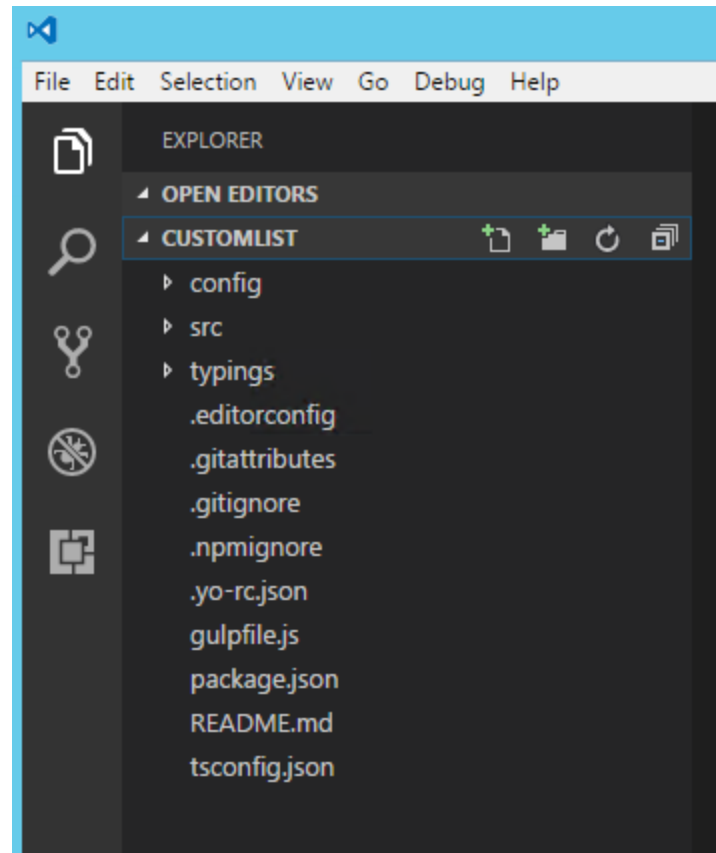 File Edit Selection View Go Debug Help
EXPLORER
OPEN EDITORS
CUSTOMLIST
config
src
typings
.editorconfig
.gitattributes
.gitignore
.npmignore
.yo-rc.json
gulpfile.js
package.json
README.md
tsconfig.json